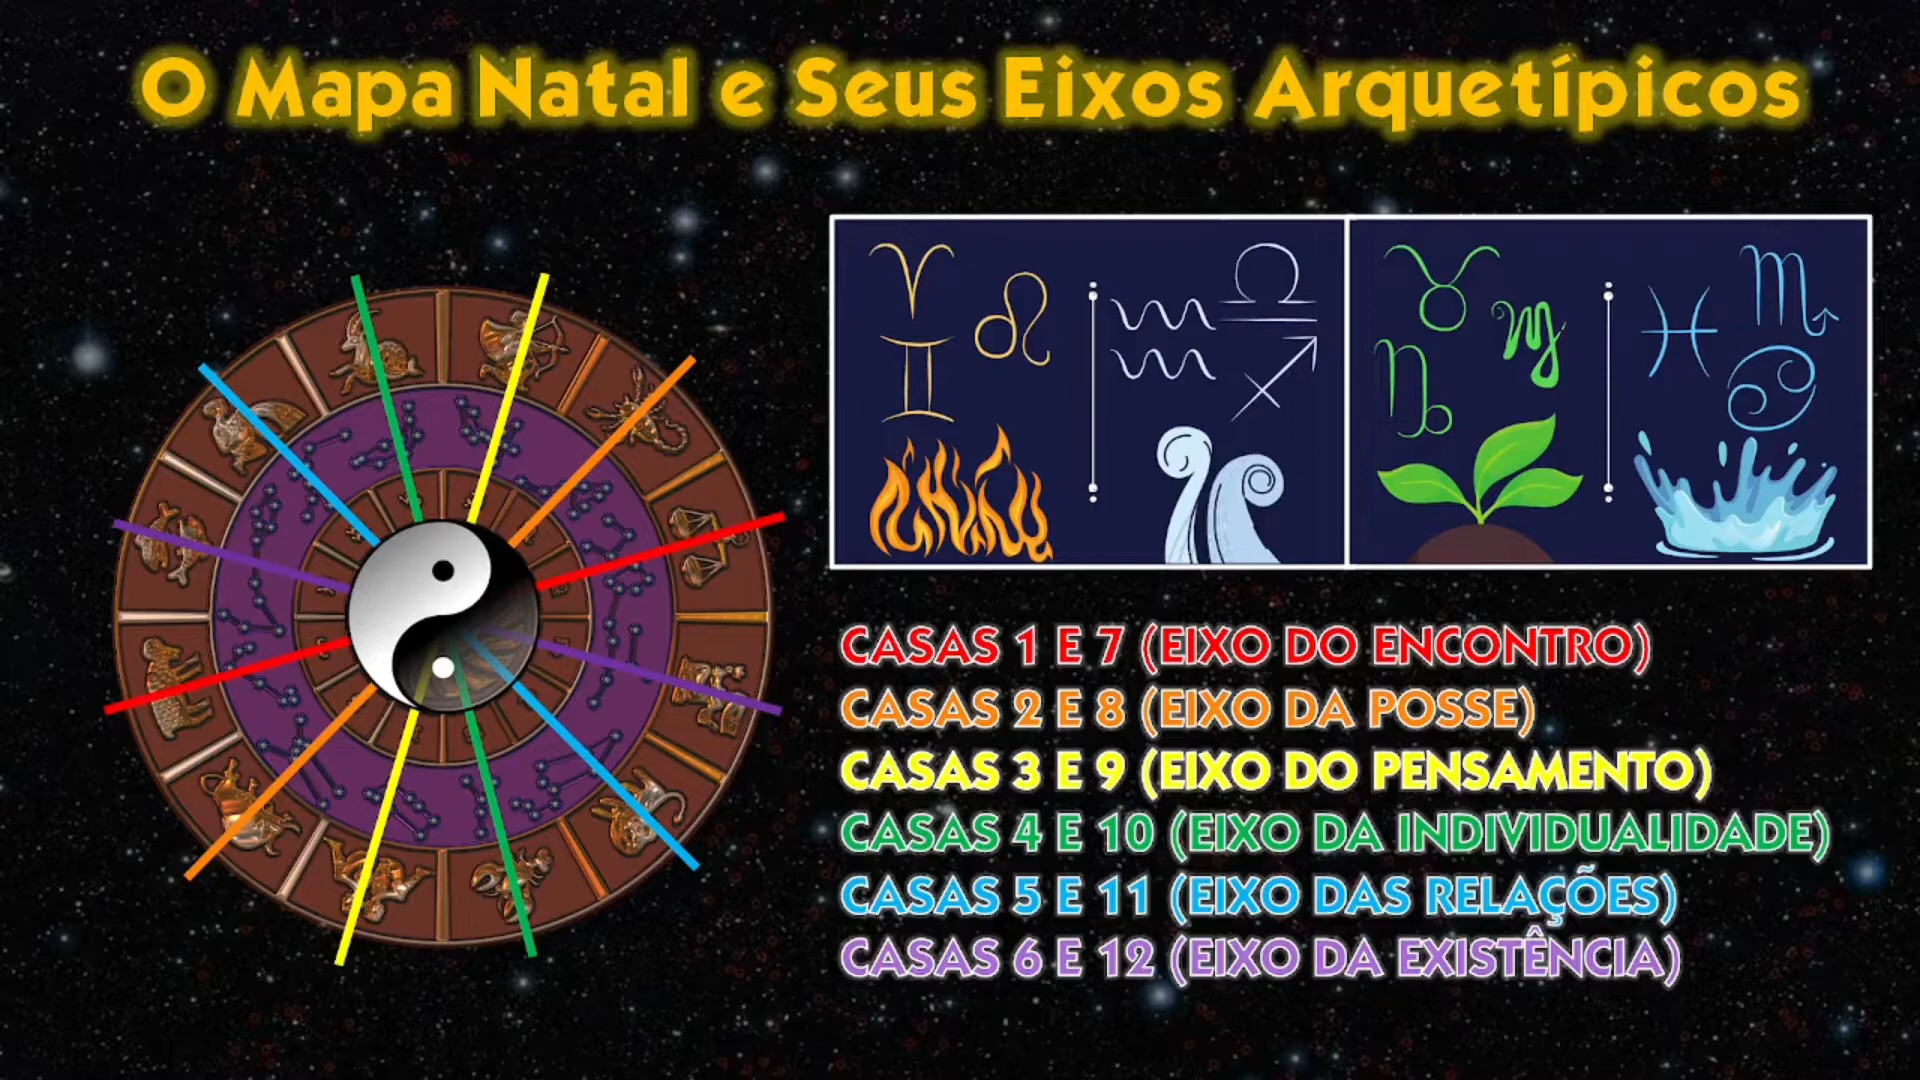 O Mapa Natal e Seus Eixos Arquetípicos
CASAS 1 E 7 (EIXO DO ENCONTRO)
CASAS 2 E 8 (EIXO DA POSSE)
CASAS 3 E 9 (EIXO DO PENSAMENTO)
CASAS 4 E 10 (EIXO DA INDIVIDUALIDADE)
CASAS 5 E 11 (EIXO DAS RELAÇÕES)
CASAS 6 E 12 (EIXO DA EXISTÊNCIA)